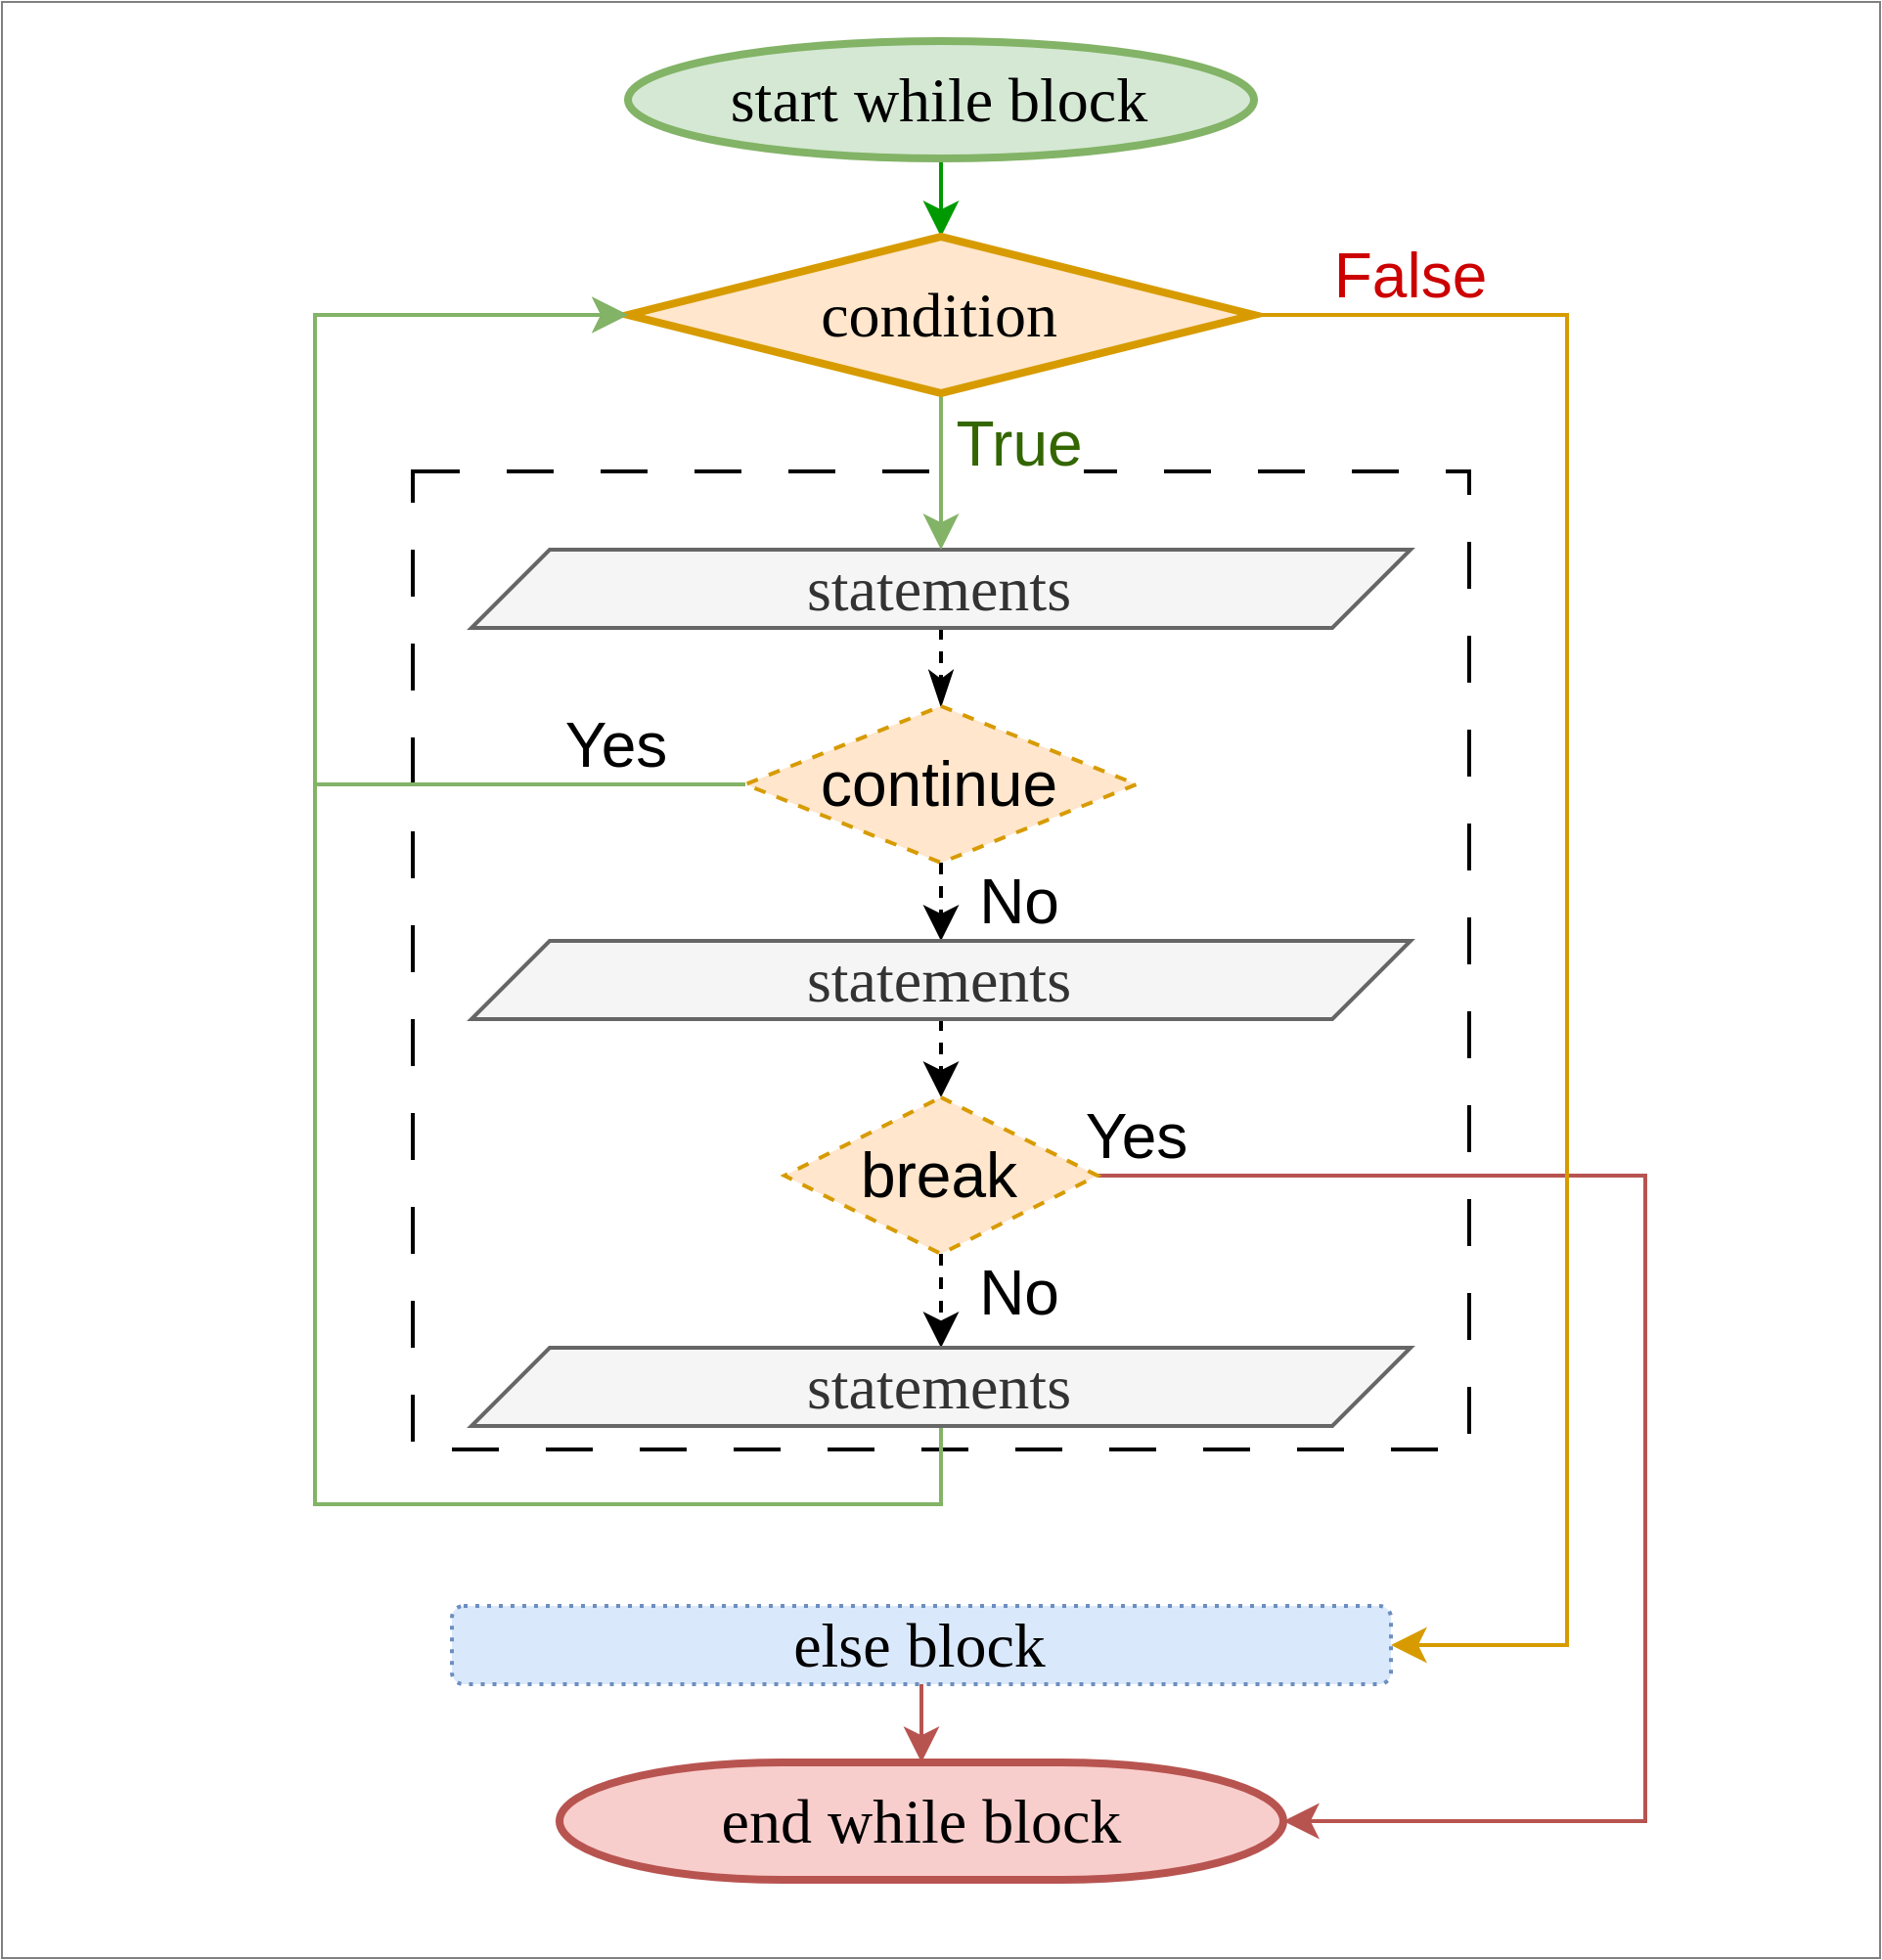 start while block
condition
False
True
statements
Yes
continue
No
statements
Yes
break
No
statements
else block
end while block